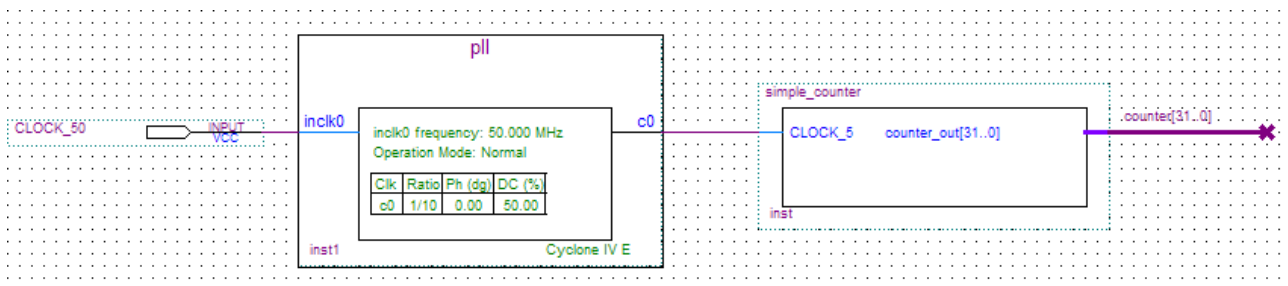 pll
simple_counter
CLOCK_50
INPUT
VCC
inclk0
inclk0 frequency: 50.000 MHz
Operation Mode: Normal
Clk Ratio Ph (dg) DC (%)
c0 1/10 0.00 50.00
c0
CLOCK_5 counter_out[31..0]
counter[31..0]
inst1
Cyclone IV E
inst